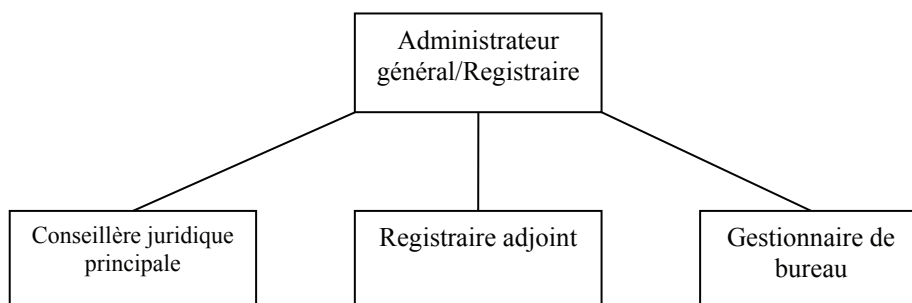 Administrateur
général/Registraire
Conseillère juridique
principale
Registraire adjoint
Gestionnaire de
bureau